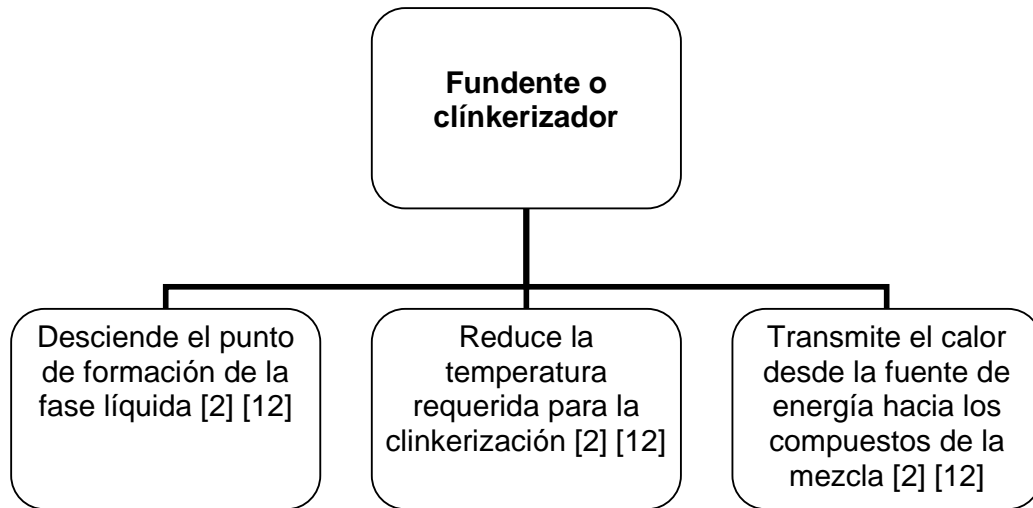 Fundente o
clínkerizador
Desciende el punto
de formación de la
fase líquida [2] [12]
Reduce la
temperatura
requerida para la
clinkerización [2] [12]
Transmite el calor
desde la fuente de
energía hacia los
compuestos de la
mezcla [2] [12]